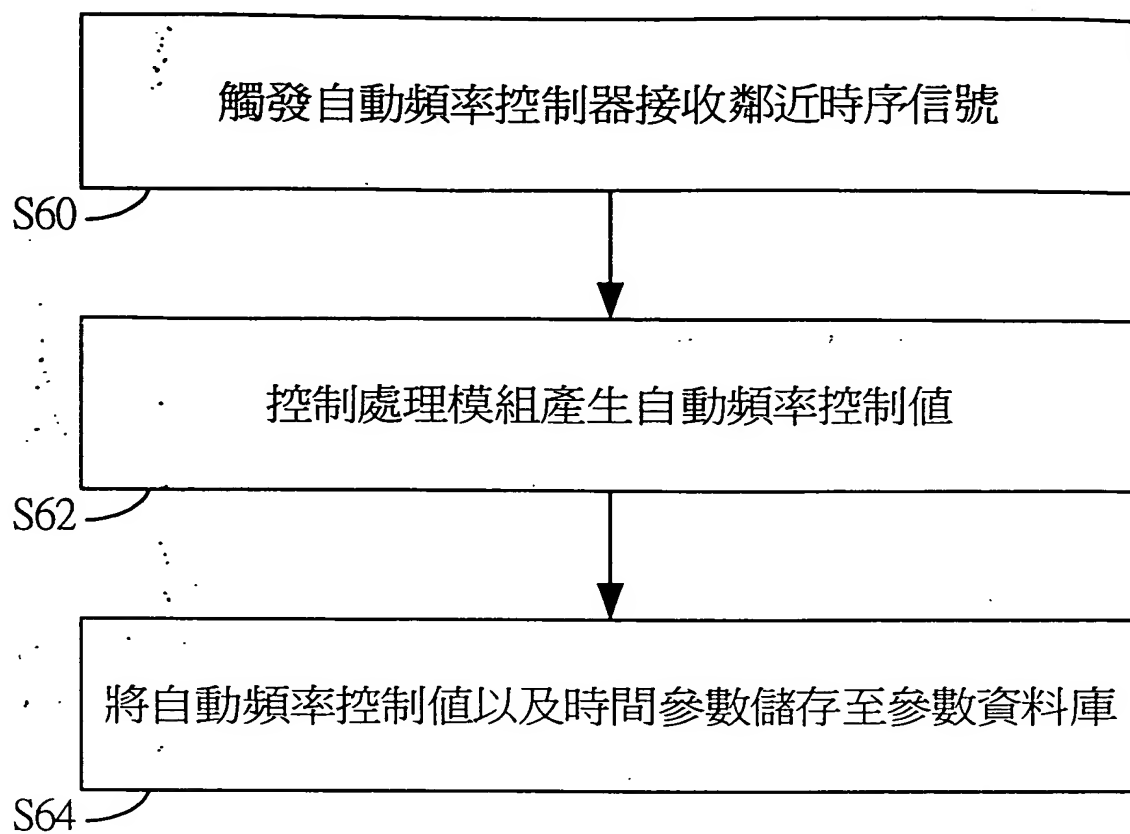 觸發自動頻率控制器接收鄰近時序信號
S60
控制處理模組產生自動頻率控制值
S62
將自動頻率控制值以及時間參數儲存至參數資料庫
S64